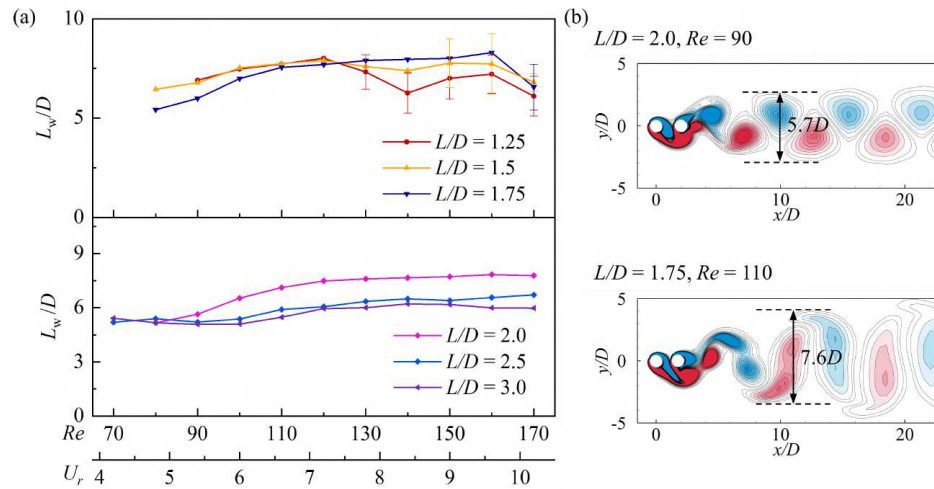 (a)
10
5
0
L_w/D
L/D = 1.25
L/D = 1.5
L/D = 1.75
9
6
3
0
L_w/D
L/D = 2.0
L/D = 2.5
L/D = 3.0
Re 70 90 110 130 150 170
U_r 4 5 6 7 8 9 10
(b)
L/D = 2.0, Re = 90
5
0
-5
y/D
5.7D
0 10 20
x/D
L/D = 1.75, Re = 110
5
0
-5
y/D
7.6D
0 10 20
x/D